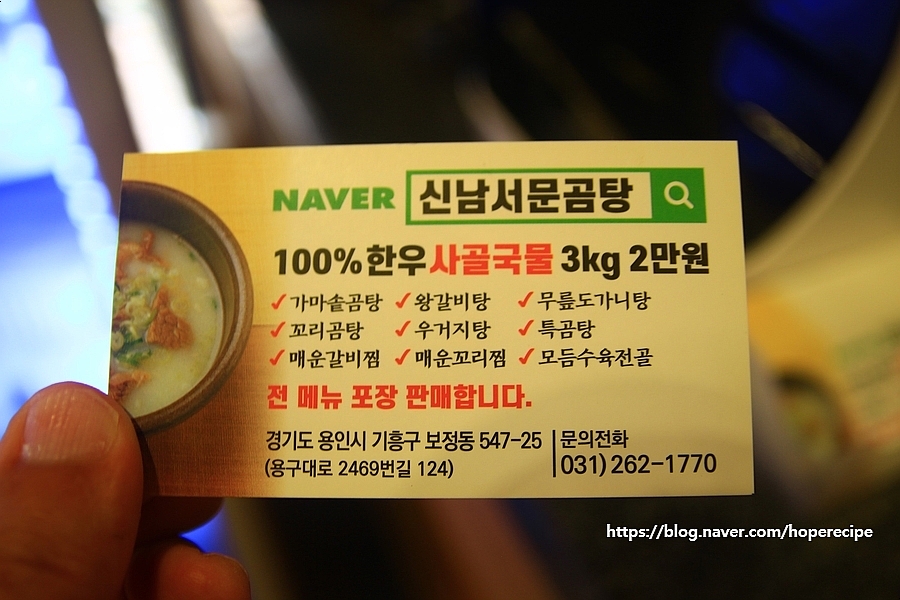 NAVER 신남서문곰탕
100%한우사골국물 3kg 2만원
✓가마솥곰탕 ✓왕갈비탕 ✓무릎도가니탕
✓꼬리곰탕 ✓우거지탕 ✓특곰탕
✓매운갈비찜 ✓매운꼬리찜 ✓모듬수육전골
전 메뉴 포장 판매합니다.
경기도 용인시 기흥구 보정동 547-25
(용구대로 2469번길 124)
문의전화
031) 262-1770
https://blog.naver.com/hoperecipe